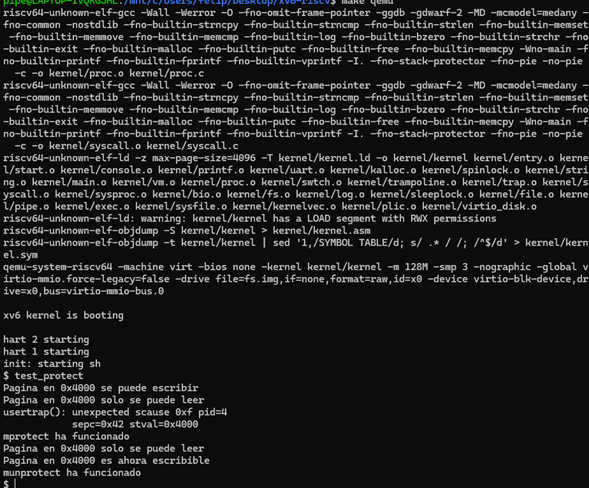 pipe@LAPTOP-IVQRGJHL:/mnt/c/Users/felip/Desktop/xv6-riscv$ make qemu
riscv64-unknown-elf-gcc -Wall -Werror -O -fno-omit-frame-pointer -ggdb -gdwarf-2 -MD -mcmodel=medany -
fno-common -nostdlib -fno-builtin-strncpy -fno-builtin-strncmp -fno-builtin-strlen -fno-builtin-memset
-fno-builtin-memmove -fno-builtin-memcmp -fno-builtin-log -fno-builtin-bzero -fno-builtin-strchr -fno
-builtin-exit -fno-builtin-malloc -fno-builtin-putc -fno-builtin-free -fno-builtin-memcpy -Wno-main -f
no-builtin-printf -fno-builtin-fprintf -fno-builtin-vprintf -I. -fno-stack-protector -fno-pie -no-pie
-c -o kernel/proc.o kernel/proc.c
riscv64-unknown-elf-gcc -Wall -Werror -O -fno-omit-frame-pointer -ggdb -gdwarf-2 -MD -mcmodel=medany -
fno-common -nostdlib -fno-builtin-strncpy -fno-builtin-strncmp -fno-builtin-strlen -fno-builtin-memset
-fno-builtin-memmove -fno-builtin-memcmp -fno-builtin-log -fno-builtin-bzero -fno-builtin-strchr -fno
-builtin-exit -fno-builtin-malloc -fno-builtin-putc -fno-builtin-free -fno-builtin-memcpy -Wno-main -f
no-builtin-printf -fno-builtin-fprintf -fno-builtin-vprintf -I. -fno-stack-protector -fno-pie -no-pie
-c -o kernel/syscall.o kernel/syscall.c
riscv64-unknown-elf-ld -z max-page-size=4096 -T kernel/kernel.ld -o kernel/kernel kernel/entry.o kerne
l/start.o kernel/console.o kernel/printf.o kernel/uart.o kernel/kalloc.o kernel/spinlock.o kernel/stri
ng.o kernel/main.o kernel/vm.o kernel/proc.o kernel/swtch.o kernel/trampoline.o kernel/trap.o kernel/s
yscall.o kernel/sysproc.o kernel/bio.o kernel/fs.o kernel/log.o kernel/sleeplock.o kernel/file.o kerne
l/pipe.o kernel/exec.o kernel/sysfile.o kernel/kernelvec.o kernel/plic.o kernel/virtio_disk.o
riscv64-unknown-elf-ld: warning: kernel/kernel has a LOAD segment with RWX permissions
riscv64-unknown-elf-objdump -S kernel/kernel > kernel/kernel.asm
riscv64-unknown-elf-objdump -t kernel/kernel | sed '1,/SYMBOL TABLE/d; s/ .* / /; /^$/d' > kernel/kern
el.sym
qemu-system-riscv64 -machine virt -bios none -kernel kernel/kernel -m 128M -smp 3 -nographic -global v
irtio-mmio.force-legacy=false -drive file=fs.img,if=none,format=raw,id=x0 -device virtio-blk-device,dr
ive=x0,bus=virtio-mmio-bus.0
xv6 kernel is booting
hart 2 starting
hart 1 starting
init: starting sh
$ test_protect
Pagina en 0x4000 se puede escribir
Pagina en 0x4000 solo se puede leer
usertrap(): unexpected scause 0xf pid=4
sepc=0x42 stval=0x4000
mprotect ha funcionado
Pagina en 0x4000 solo se puede leer
Pagina en 0x4000 es ahora escribible
munprotect ha funcionado
$